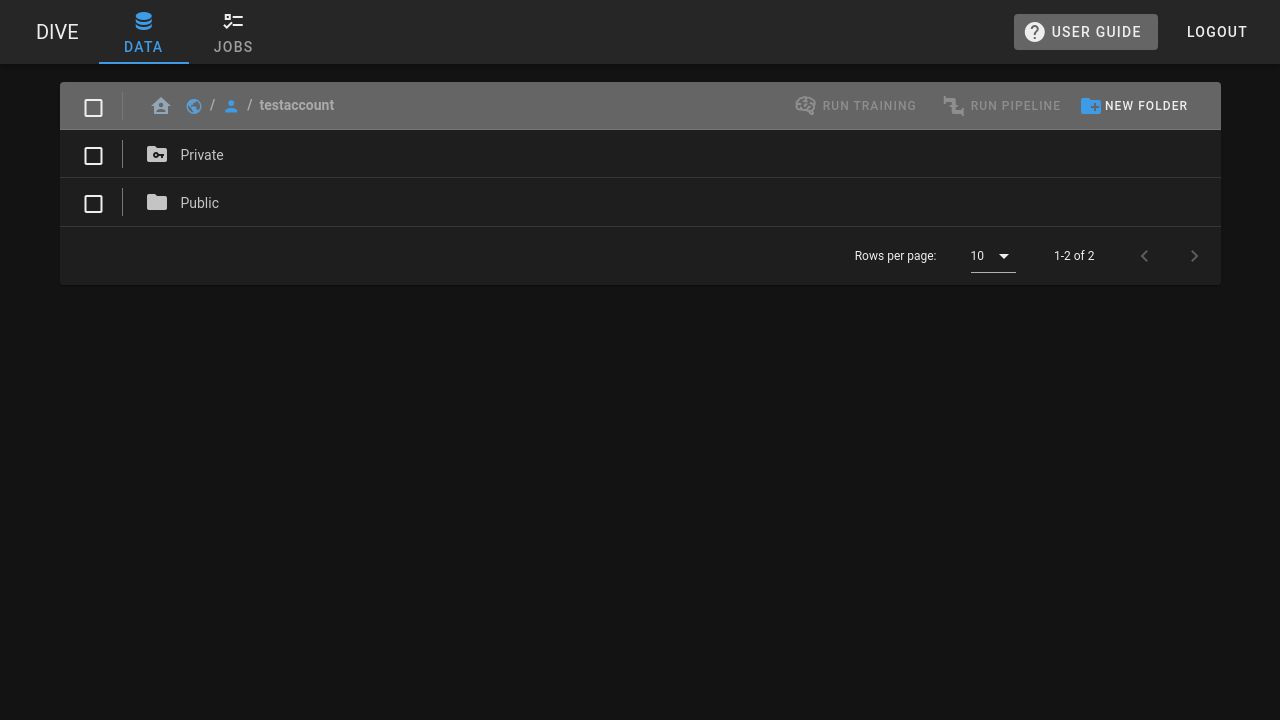 DIVE
DATA
JOBS
USER GUIDE
LOGOUT
/ / testaccount
RUN TRAINING
RUN PIPELINE
NEW FOLDER
Private
Public
Rows per page:
10
1-2 of 2